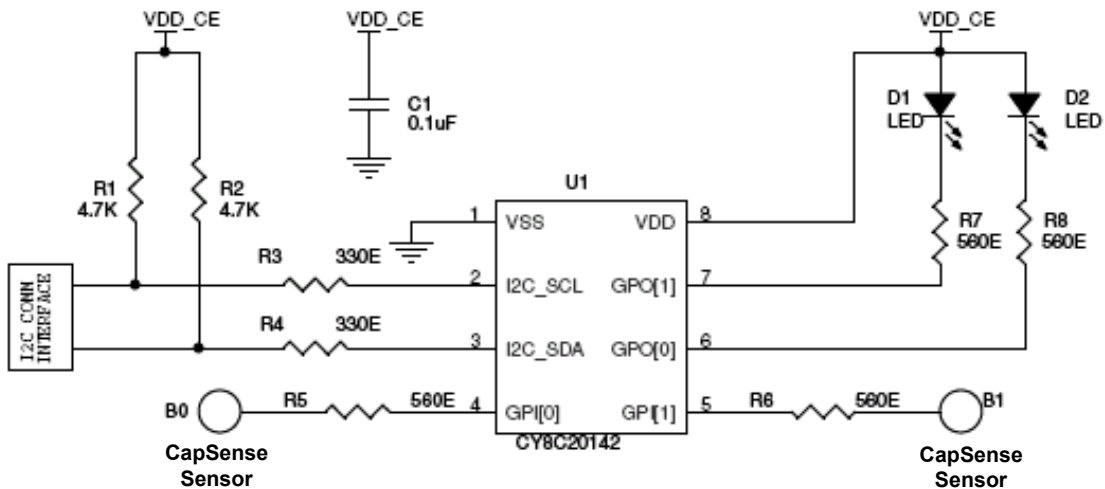 VDD_CE
VDD_CE
VDD_CE
C1
0.1uF
D1
LED
D2
LED
R1
4.7K
R2
4.7K
U1
1
VSS
VDD
8
R7
560E
R8
560E
R3
330E
2
I2C_SCL
GPO[1]
7
I2C CONN
INTERFACE
R4
330E
3
I2C_SDA
GPO[0]
6
B0
R5
560E
4
GPI[0]
GPI[1]
5
R6
560E
B1
CY8C20142
CapSense
Sensor
CapSense
Sensor